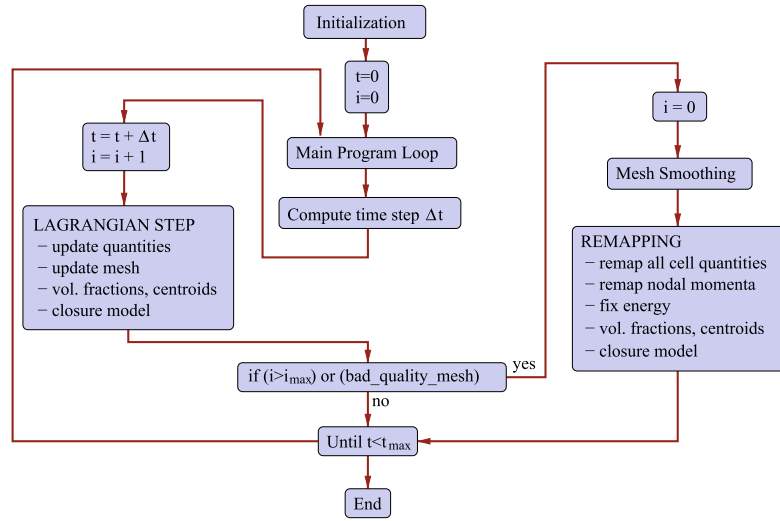 Initialization
t=0
i=0
Main Program Loop
Compute time step Δt
t = t + Δt
i = i + 1
LAGRANGIAN STEP
− update quantities
− update mesh
− vol. fractions, centroids
− closure model
if (i>imax) or (bad_quality_mesh)
yes
no
i = 0
Mesh Smoothing
REMAPPING
− remap all cell quantities
− remap nodal momenta
− fix energy
− vol. fractions, centroids
− closure model
Until t<tmax
End